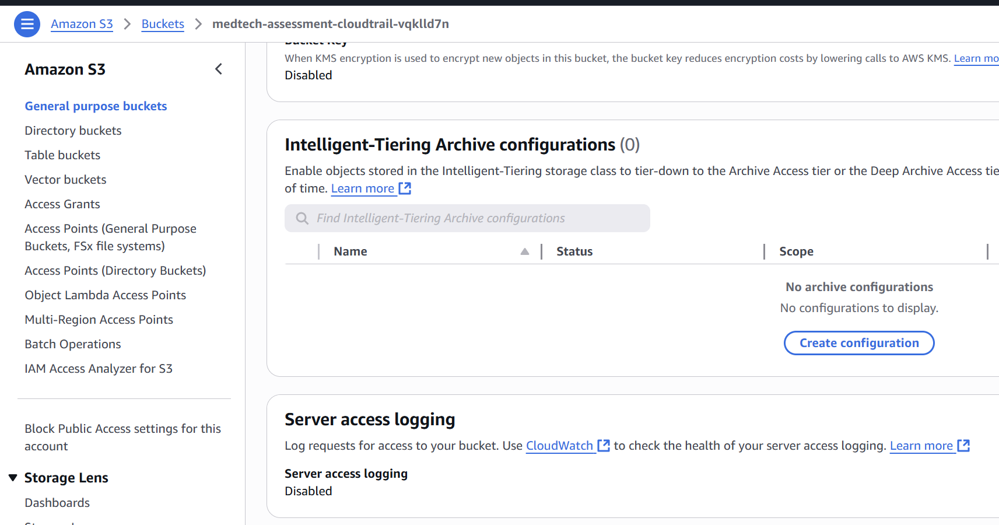 Amazon S3 > Buckets > medtech-assessment-cloudtrail-vqklld7n
Amazon S3
General purpose buckets
Directory buckets
Table buckets
Vector buckets
Access Grants
Access Points (General Purpose
Buckets, FSx file systems)
Access Points (Directory Buckets)
Object Lambda Access Points
Multi-Region Access Points
Batch Operations
IAM Access Analyzer for S3
Block Public Access settings for this
account
Storage Lens
Dashboards
Bucket Key
When KMS encryption is used to encrypt new objects in this bucket, the bucket key reduces encryption costs by lowering calls to AWS KMS. Learn mo
Disabled
Intelligent-Tiering Archive configurations (0)
Enable objects stored in the Intelligent-Tiering storage class to tier-down to the Archive Access tier or the Deep Archive Access tie
of time. Learn more
Find Intelligent-Tiering Archive configurations
Name Status Scope
No archive configurations
No configurations to display.
Create configuration
Server access logging
Log requests for access to your bucket. Use CloudWatch to check the health of your server access logging. Learn more
Server access logging
Disabled